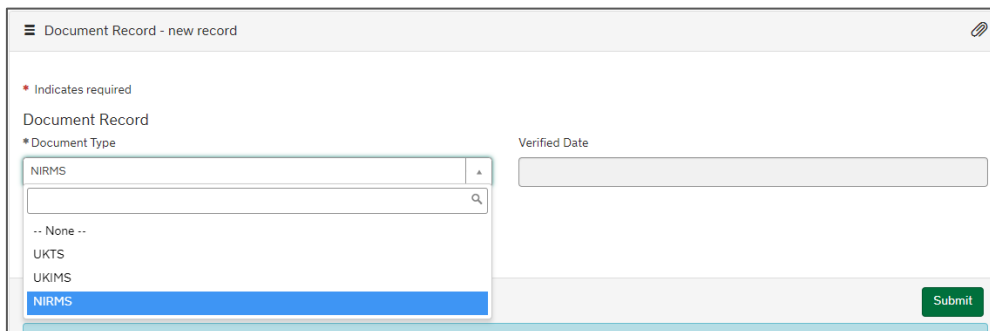 Document Record - new record
* Indicates required
Document Record
* Document Type
Verified Date
NIRMS
-- None --
UKTS
UKIMS
NIRMS
Submit